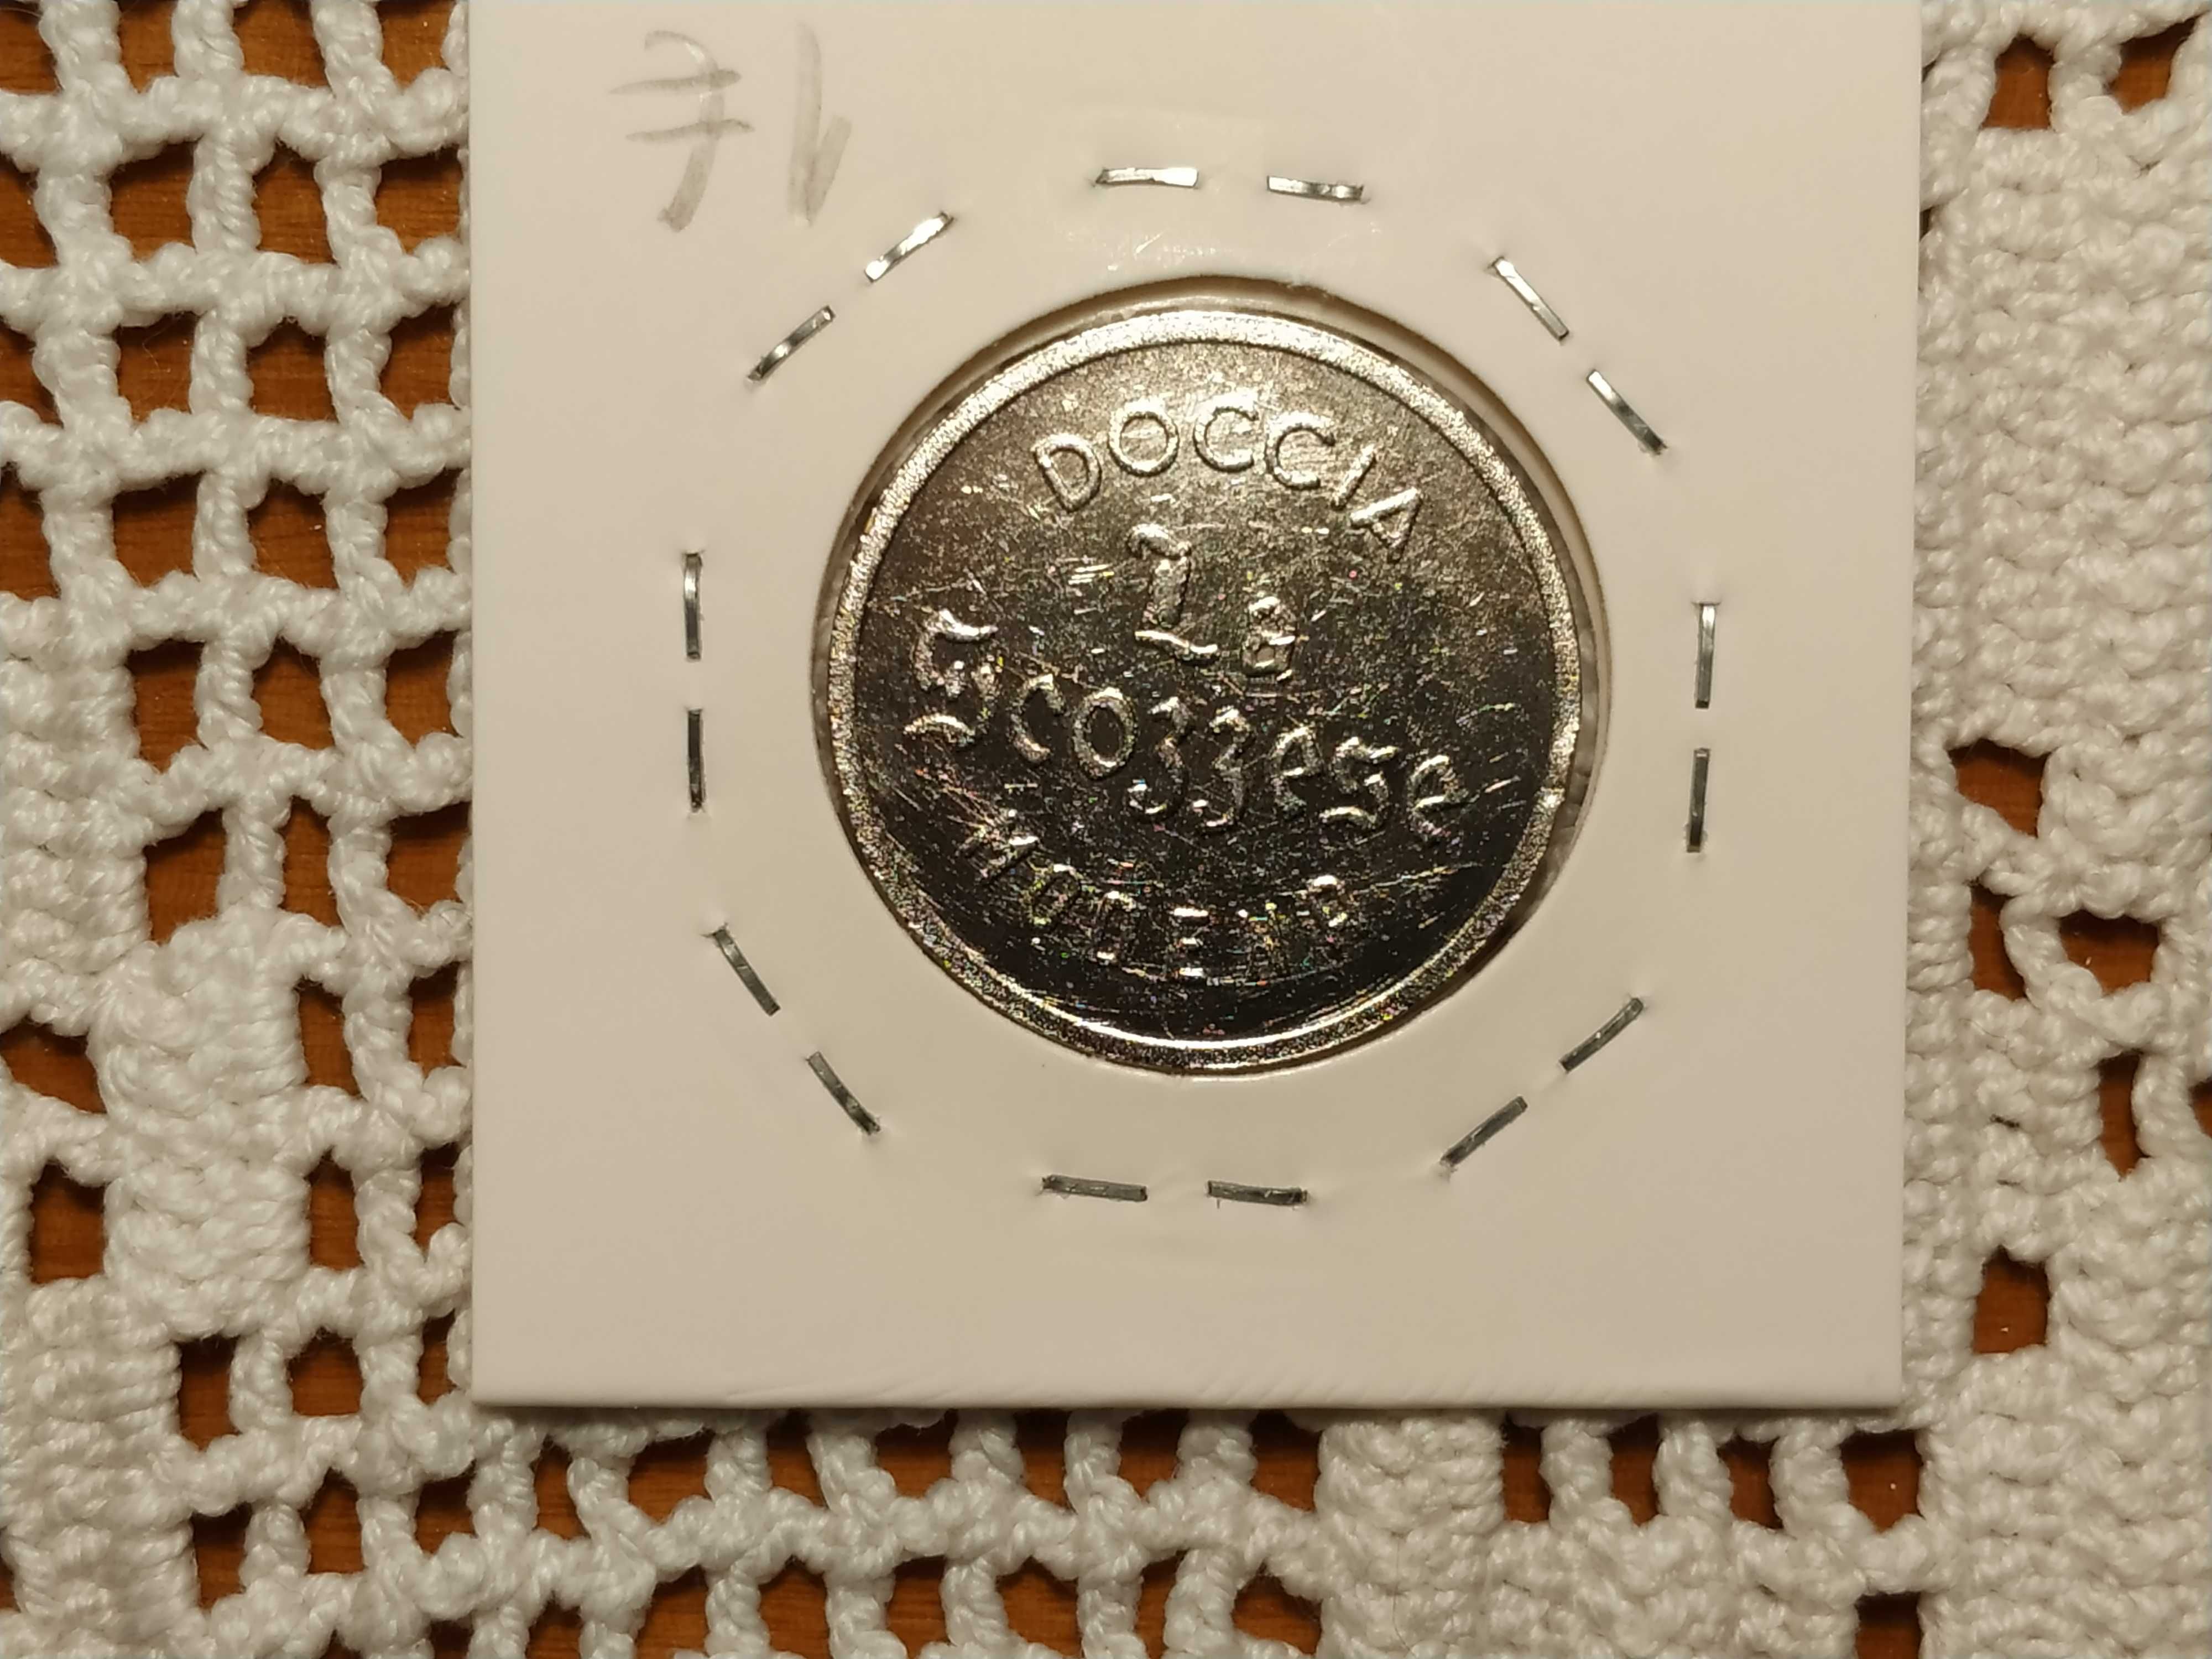 DOCCIA
La
Scozzese
MODENA